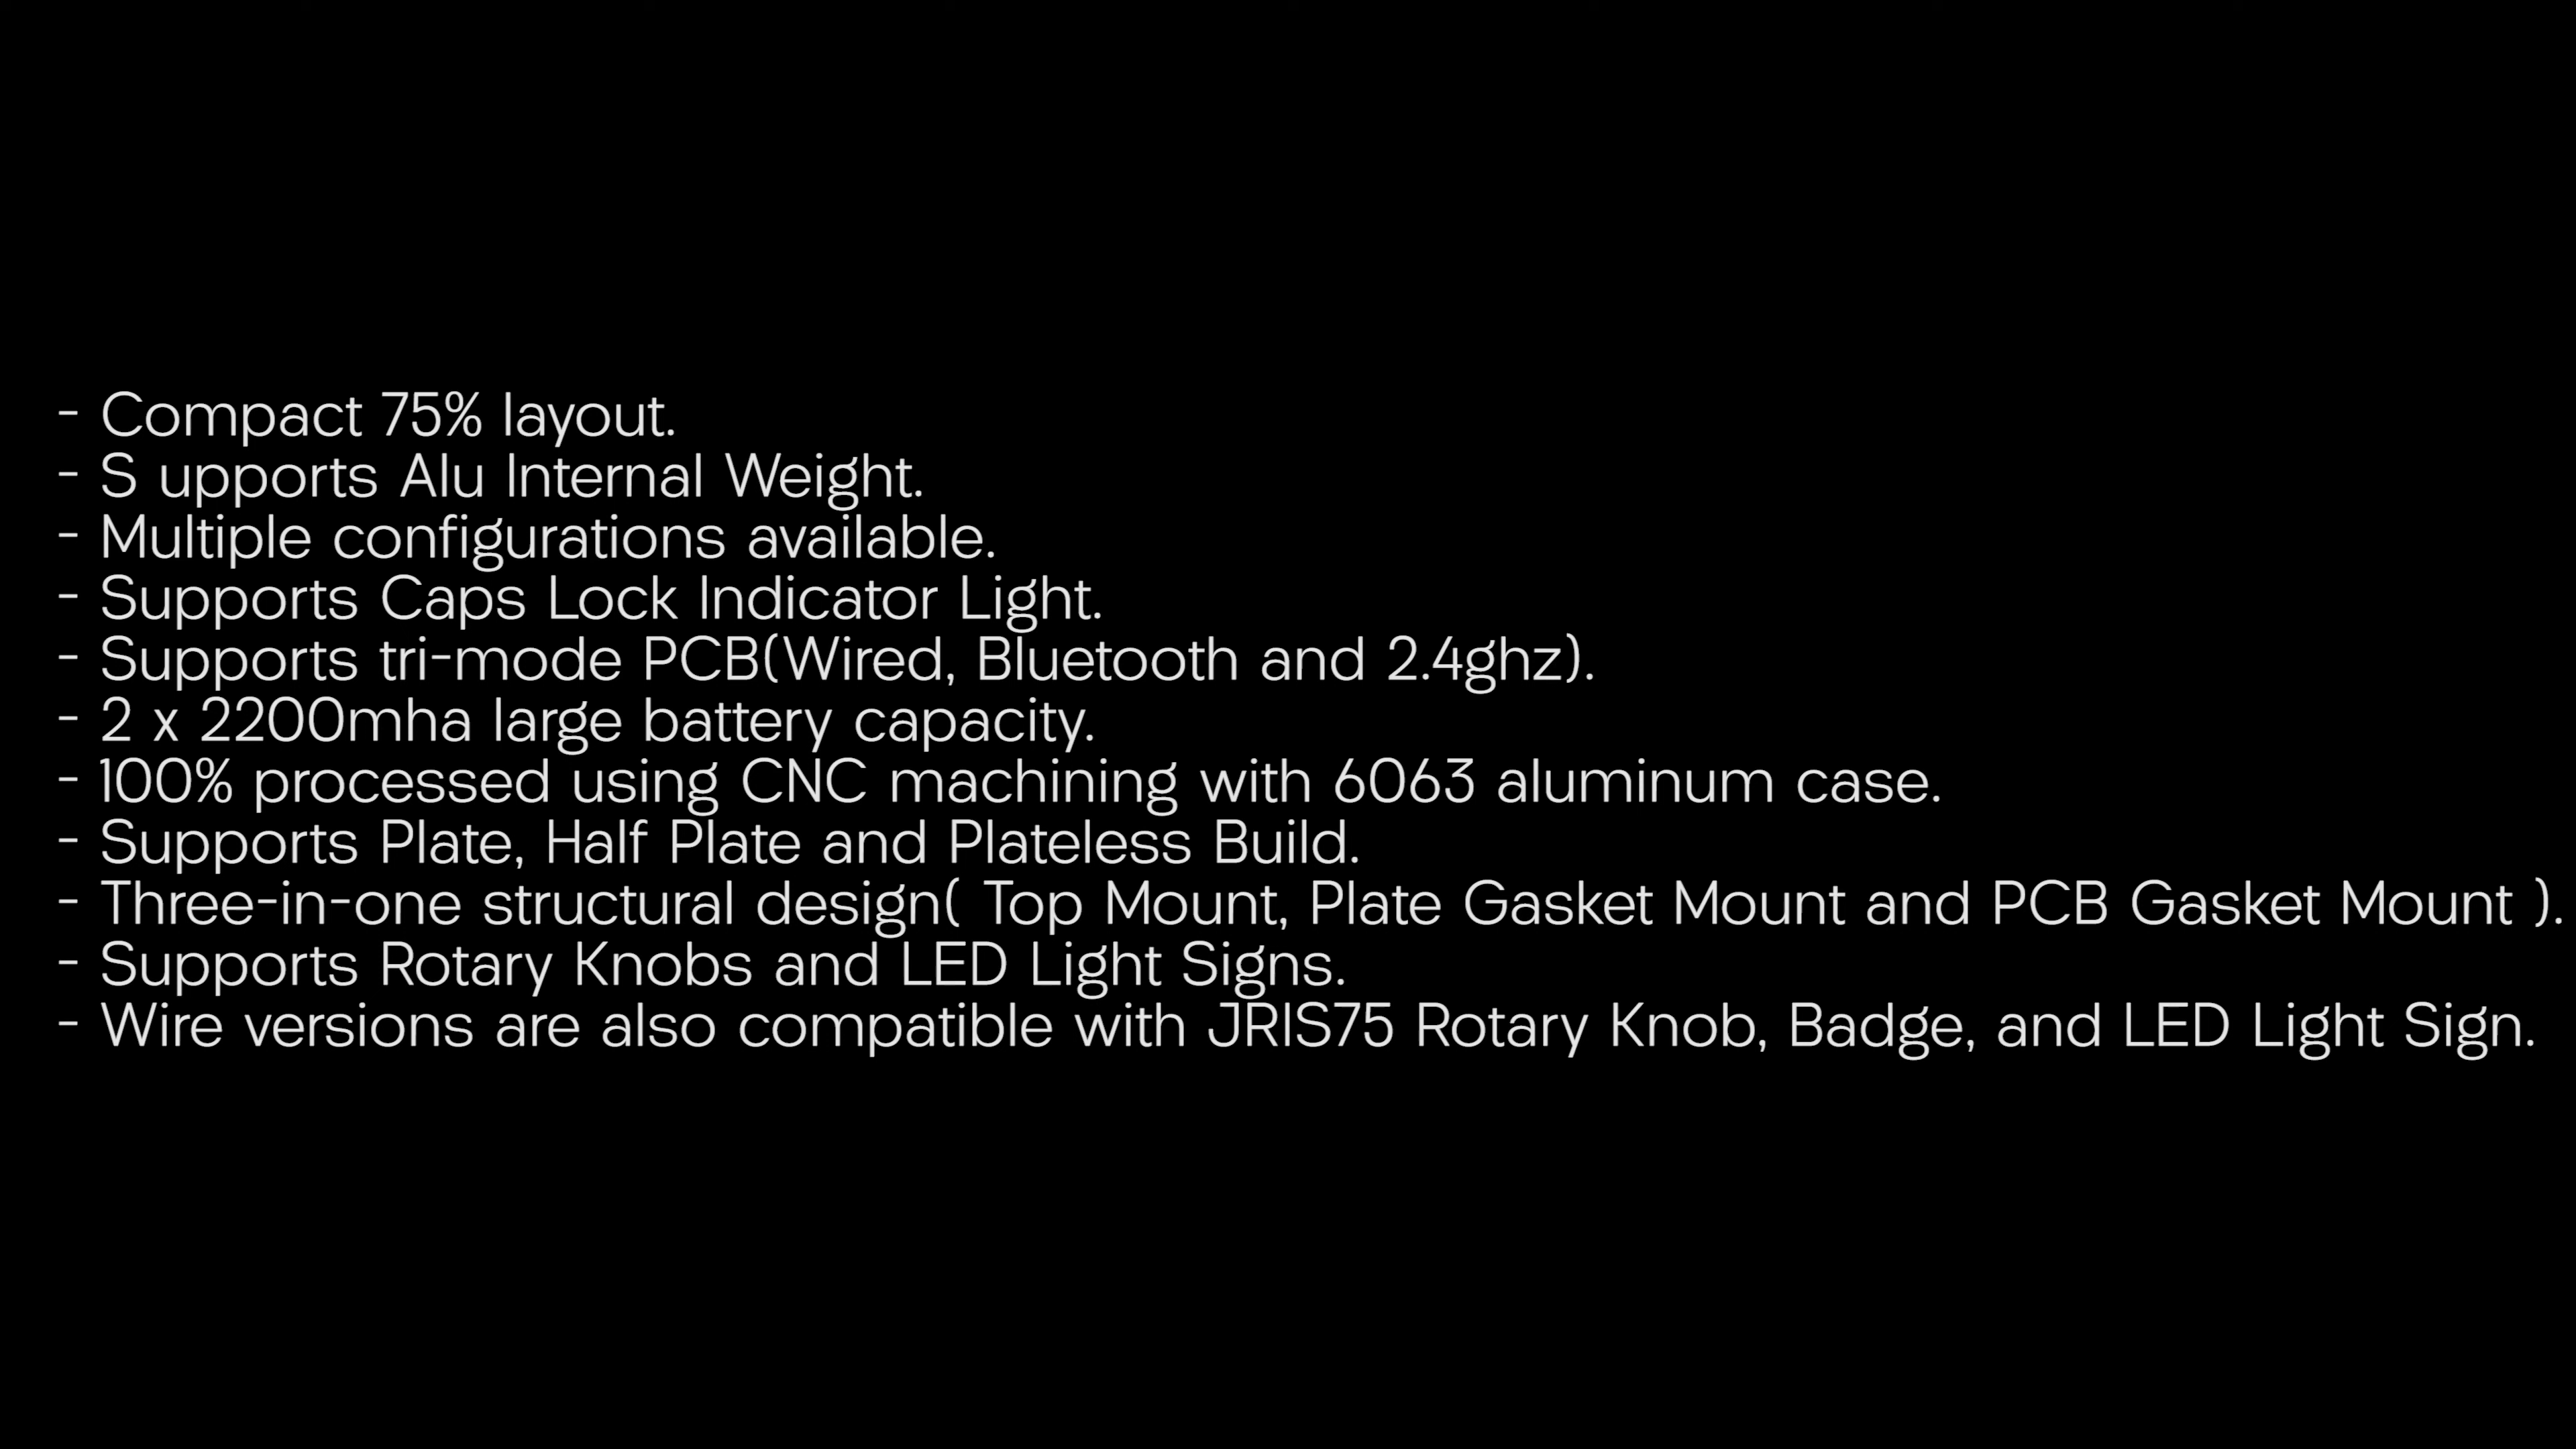 - Compact 75% layout.
- S upports Alu Internal Weight.
- Multiple configurations available.
- Supports Caps Lock Indicator Light.
- Supports tri-mode PCB(Wired, Bluetooth and 2.4ghz).
- 2 x 2200mha large battery capacity.
- 100% processed using CNC machining with 6063 aluminum case.
- Supports Plate, Half Plate and Plateless Build.
- Three-in-one structural design( Top Mount, Plate Gasket Mount and PCB Gasket Mount ).
- Supports Rotary Knobs and LED Light Signs.
- Wire versions are also compatible with JRIS75 Rotary Knob, Badge, and LED Light Sign.